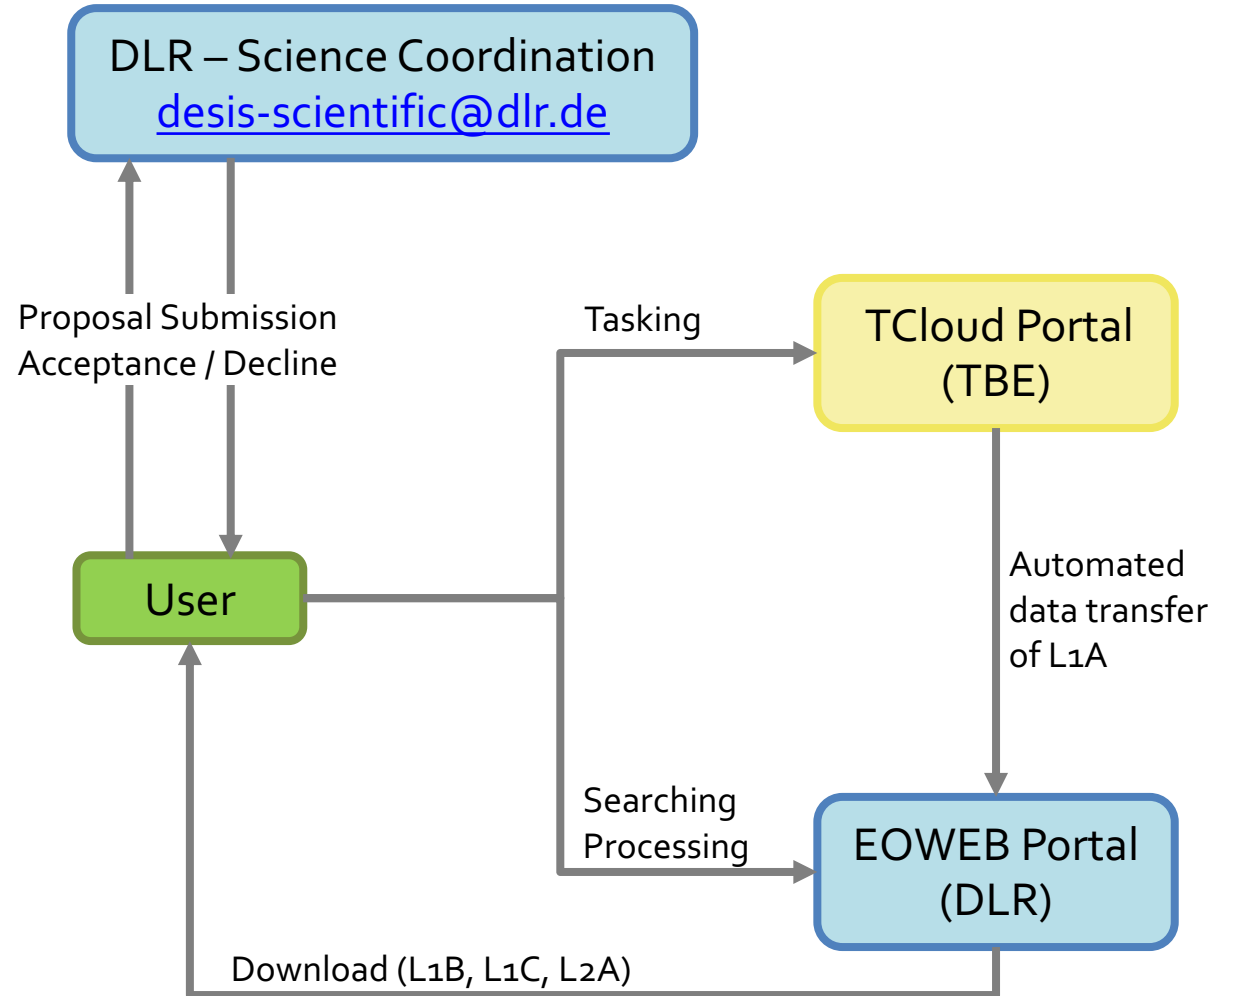 DLR – Science Coordination
desis-scientific@dlr.de
Proposal Submission
Acceptance / Decline
Tasking
TCloud Portal
(TBE)
User
Automated
data transfer
of L1A
Searching
Processing
EOWEB Portal
(DLR)
Download (L1B, L1C, L2A)